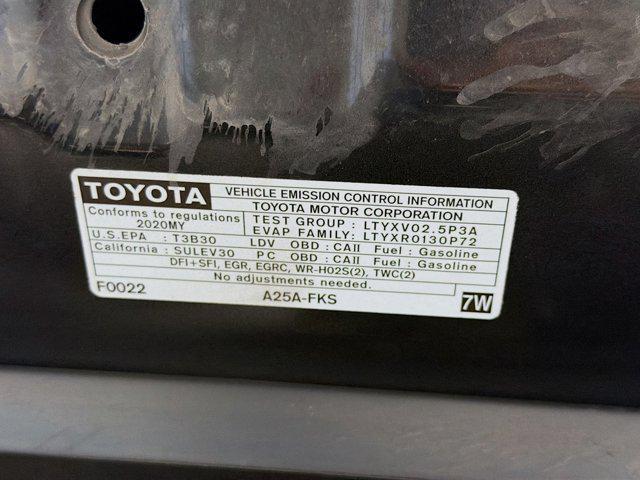 TOYOTA VEHICLE EMISSION CONTROL INFORMATION
TOYOTA MOTOR CORPORATION
Conforms to regulations TEST GROUP : LTYXV02.5P3A
2020MY EVAP FAMILY: LTYXR0130P72
U.S.EPA : T3B30 LDV OBD : CAII Fuel : Gasoline
California : SULEV30 PC OBD : CAII Fuel : Gasoline
DFI+SFI, EGR, EGRC, WR-HO2S(2), TWC(2)
No adjustments needed.
F0022 A25A-FKS 7W